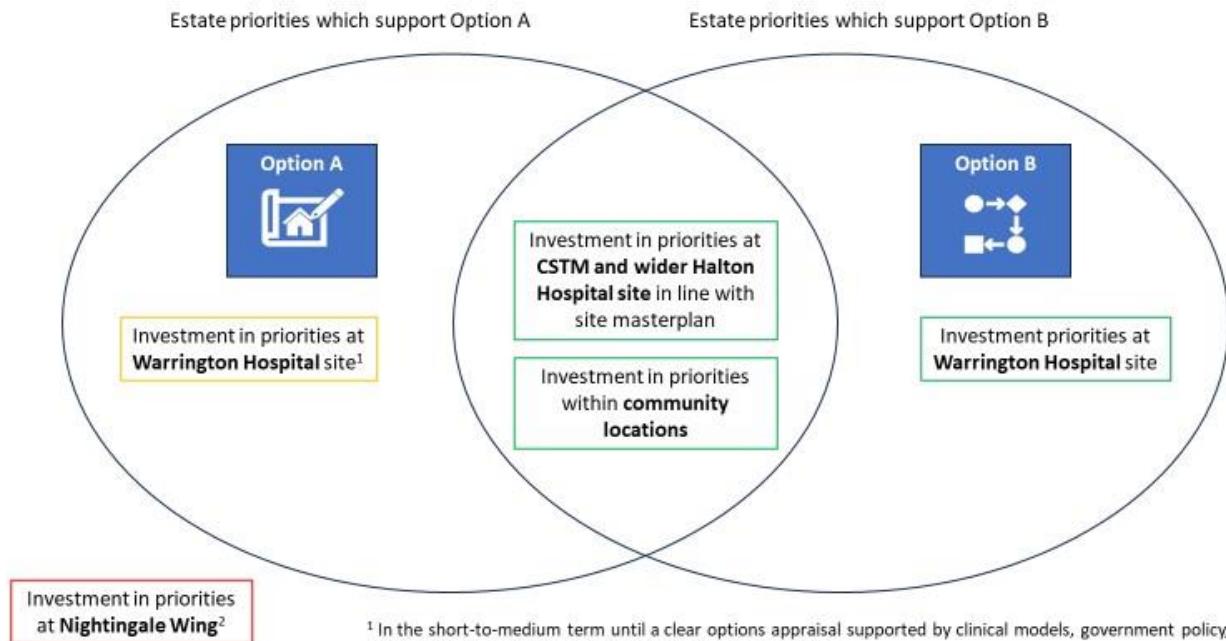 Estate priorities which support Option A
Estate priorities which support Option B
Option A
Option B
Investment in priorities at
CSTM and wider Halton
Hospital site in line with
site masterplan
Investment in priorities at
Warrington Hospital site¹
Investment priorities at
Warrington Hospital site
Investment in priorities
within community
locations
Investment in priorities
at Nightingale Wing²
¹ In the short-to-medium term until a clear options appraisal supported by clinical models, government policy